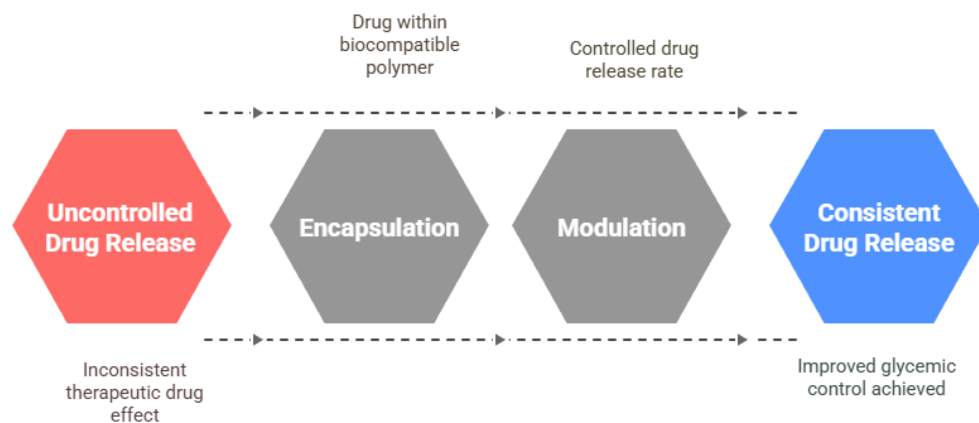 Drug within
biocompatible
polymer
Controlled drug
release rate
Uncontrolled
Drug Release
Encapsulation
Modulation
Consistent
Drug Release
Inconsistent
therapeutic drug
effect
Improved glycemic
control achieved